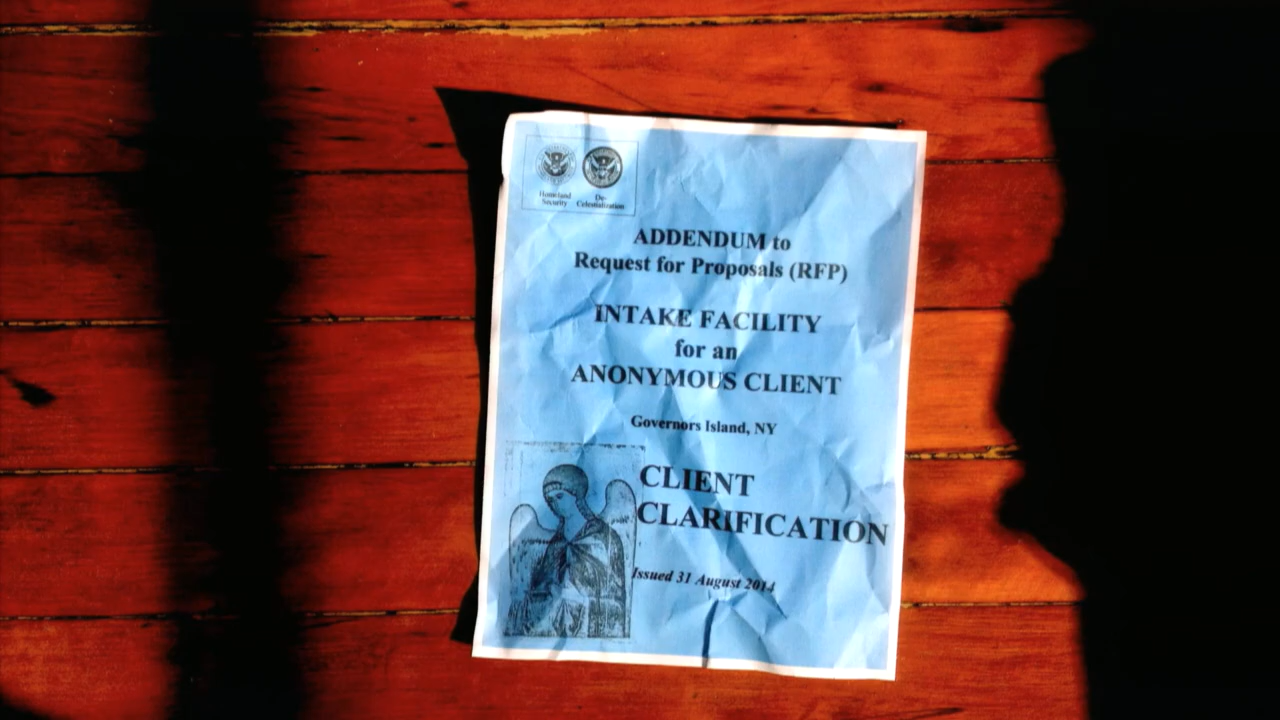 Homeland
Security
De-
Celestialization
ADDENDUM to
Request for Proposals (RFP)
INTAKE FACILITY
for an
ANONYMOUS CLIENT
Governors Island, NY
CLIENT
CLARIFICATION
Issued 31 August 2014